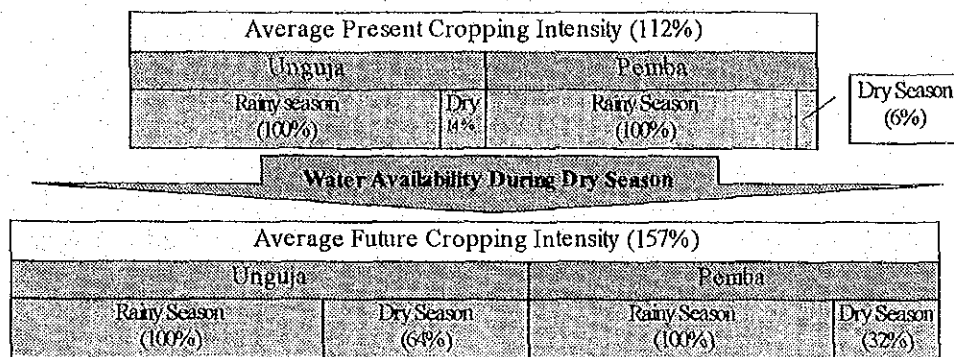 Average Present Cropping Intensity (112%)
Unguja Pemba
Rainy season Dry Rainy Season Dry Season
(100%) 14% (100%) (6%)
Water Availability During Dry Season
Average Future Cropping Intensity (157%)
Unguja Pemba
Rainy Season Dry Season Rainy Season Dry Season
(100%) (64%) (100%) (32%)